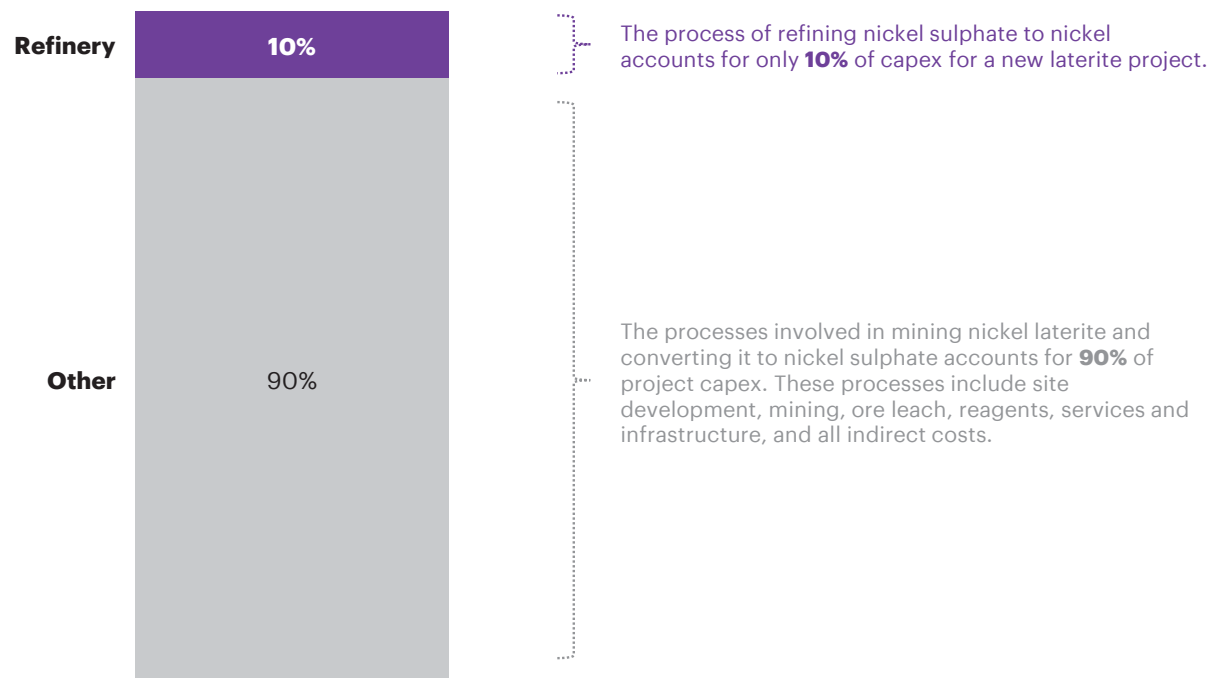 Refinery
10%
The process of refining nickel sulphate to nickel
accounts for only 10% of capex for a new laterite project.
Other
90%
The processes involved in mining nickel laterite and
converting it to nickel sulphate accounts for 90% of
project capex. These processes include site
development, mining, ore leach, reagents, services and
infrastructure, and all indirect costs.